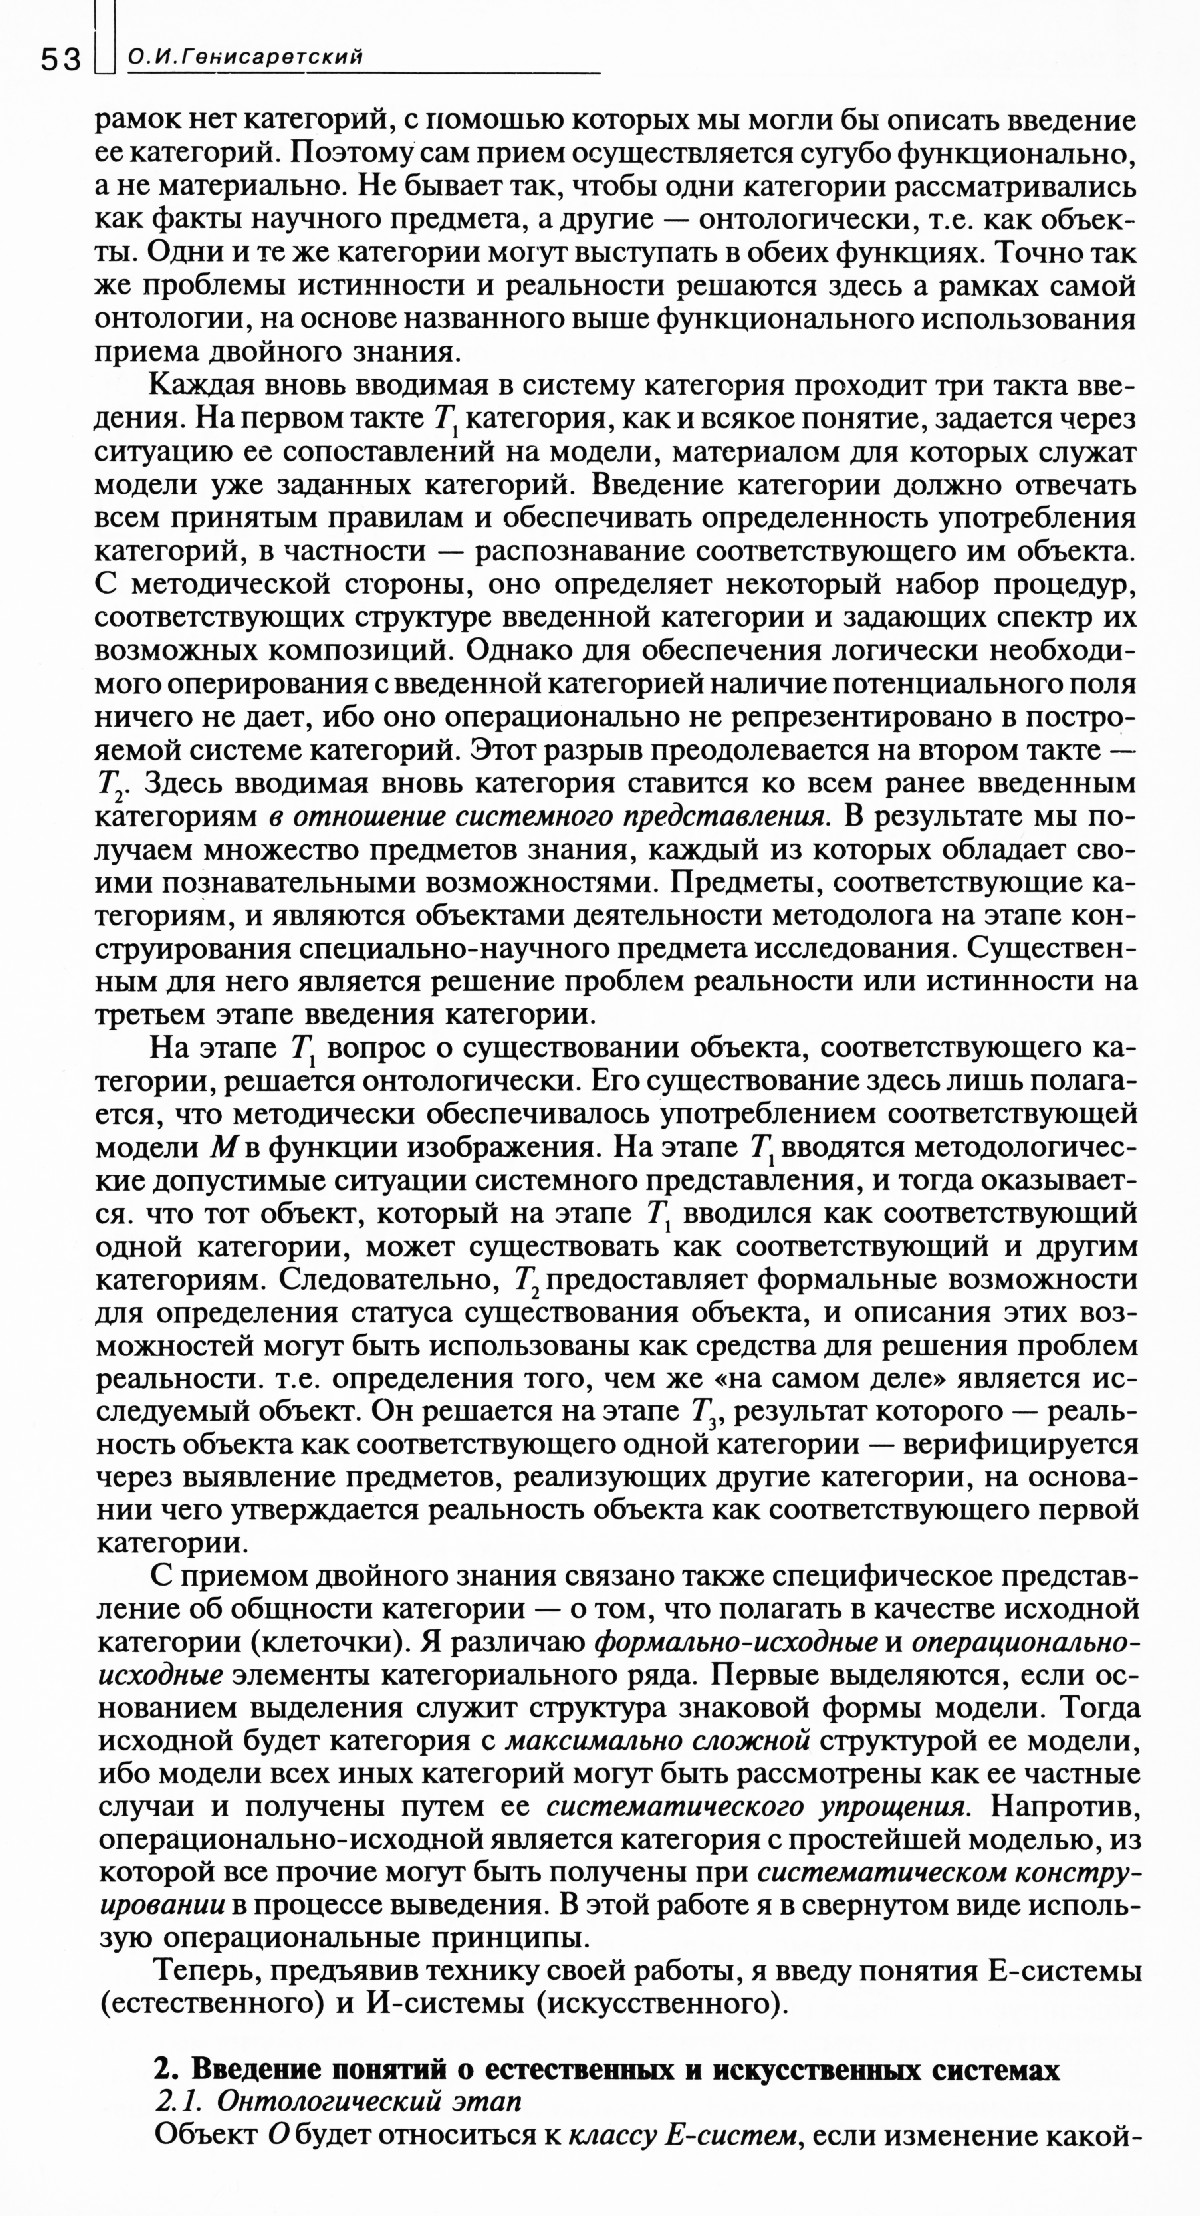 53 О.И.Генисаретский
рамок нет категорий, с помошью которых мы могли бы описать введение
ее категорий. Поэтому сам прием осуществляется сугубо функционально,
а не материально. Не бывает так, чтобы одни категории рассматривались
как факты научного предмета, а другие — онтологически, т.е. как объек-
ты. Одни и те же категории могут выступать в обеих функциях. Точно так
же проблемы истинности и реальности решаются здесь а рамках самой
онтологии, на основе названного выше функционального использования
приема двойного знания.
Каждая вновь вводимая в систему категория проходит три такта вве-
дения. На первом такте T₁ категория, как и всякое понятие, задается через
ситуацию ее сопоставлений на модели, материалом для которых служат
модели уже заданных категорий. Введение категории должно отвечать
всем принятым правилам и обеспечивать определенность употребления
категорий, в частности — распознавание соответствующего им объекта.
С методической стороны, оно определяет некоторый набор процедур,
соответствующих структуре введенной категории и задающих спектр их
возможных композиций. Однако для обеспечения логически необходи-
мого оперирования с введенной категорией наличие потенциального поля
ничего не дает, ибо оно операционально не репрезентировано в постро-
яемой системе категорий. Этот разрыв преодолевается на втором такте —
T₂. Здесь вводимая вновь категория ставится ко всем ранее введенным
категориям в отношение системного представления. В результате мы по-
лучаем множество предметов знания, каждый из которых обладает сво-
ими познавательными возможностями. Предметы, соответствующие ка-
тегориям, и являются объектами деятельности методолога на этапе кон-
струирования специально-научного предмета исследования. Существен-
ным для него является решение проблем реальности или истинности на
третьем этапе введения категории.
На этапе T₁ вопрос о существовании объекта, соответствующего ка-
тегории, решается онтологически. Его существование здесь лишь полага-
ется, что методически обеспечивалось употреблением соответствующей
модели M в функции изображения. На этапе T₁ вводятся методологичес-
кие допустимые ситуации системного представления, и тогда оказывает-
ся. что тот объект, который на этапе T₁ вводился как соответствующий
одной категории, может существовать как соответствующий и другим
категориям. Следовательно, T₂ предоставляет формальные возможности
для определения статуса существования объекта, и описания этих воз-
можностей могут быть использованы как средства для решения проблем
реальности. т.е. определения того, чем же «на самом деле» является ис-
следуемый объект. Он решается на этапе T₃, результат которого — реаль-
ность объекта как соответствующего одной категории — верифицируется
через выявление предметов, реализующих другие категории, на основа-
нии чего утверждается реальность объекта как соответствующего первой
категории.
С приемом двойного знания связано также специфическое представ-
ление об общности категории — о том, что полагать в качестве исходной
категории (клеточки). Я различаю формально-исходные и операционально-
исходные элементы категориального ряда. Первые выделяются, если ос-
нованием выделения служит структура знаковой формы модели. Тогда
исходной будет категория с максимально сложной структурой ее модели,
ибо модели всех иных категорий могут быть рассмотрены как ее частные
случаи и получены путем ее систематического упрощения. Напротив,
операционально-исходной является категория с простейшей моделью, из
которой все прочие могут быть получены при систематическом констру-
ировании в процессе выведения. В этой работе я в свернутом виде исполь-
зую операциональные принципы.
Теперь, предъявив технику своей работы, я введу понятия Е-системы
(естественного) и И-системы (искусственного).
2. Введение понятий о естественных и искусственных системах
2.1. Онтологический этап
Объект O будет относиться к классу Е-систем, если изменение какой-